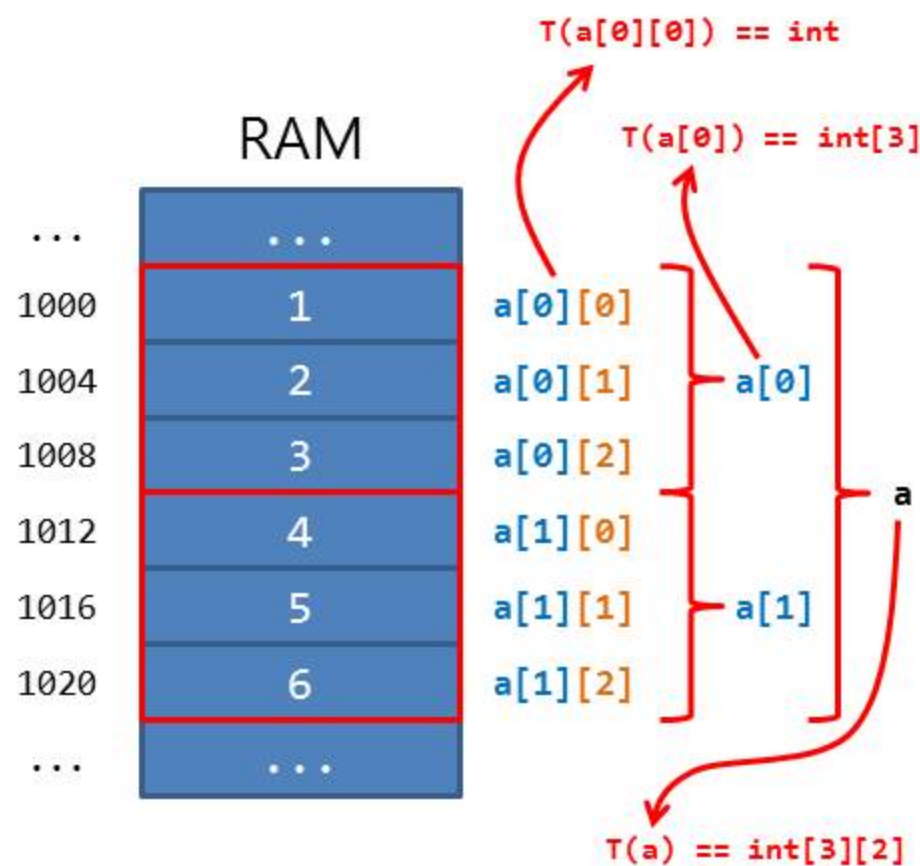 T(a[0][0]) == int
T(a[0]) == int[3]
RAM
... ...
1000 1 a[0][0]
1004 2 a[0][1] a[0]
1008 3 a[0][2]
a
1012 4 a[1][0]
1016 5 a[1][1] a[1]
1020 6 a[1][2]
... ...
T(a) == int[3][2]